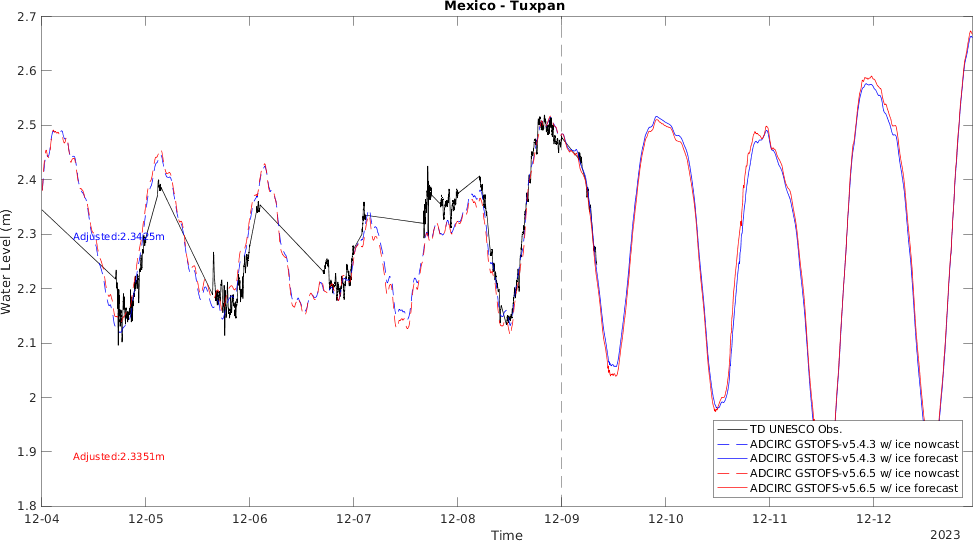 Mexico - Tuxpan
Water Level (m)
2.7
2.6
2.5
2.4
2.3
2.2
2.1
2
1.9
1.8
Adjusted:2.3425m
Adjusted:2.3351m
TD UNESCO Obs.
ADCIRC GSTOFS-v5.4.3 w/ ice nowcast
ADCIRC GSTOFS-v5.4.3 w/ ice forecast
ADCIRC GSTOFS-v5.6.5 w/ ice nowcast
ADCIRC GSTOFS-v5.6.5 w/ ice forecast
12-04 12-05 12-06 12-07 12-08 12-09 12-10 12-11 12-12
Time
2023